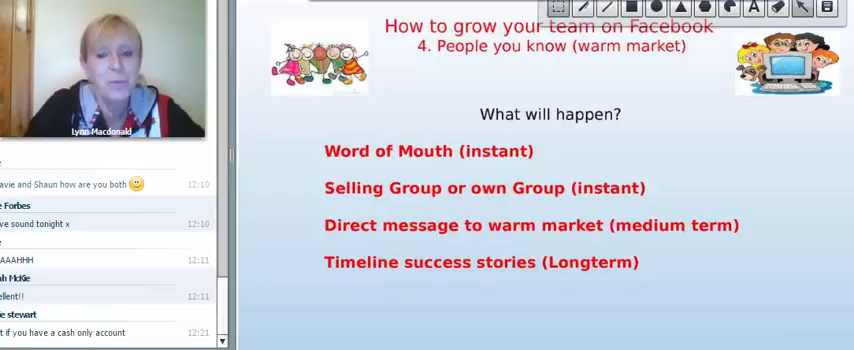 Lynn Macdonald
avie and Shaun how are you both
12:10
Forbes
ve sound tonight x
12:10
AAAHHH
12:11
ah McKie
ellent!!
12:11
ie stewart
t if you have a cash only account
12:21
How to grow your team on Facebook
4. People you know (warm market)
What will happen?
Word of Mouth (instant)
Selling Group or own Group (instant)
Direct message to warm market (medium term)
Timeline success stories (Longterm)